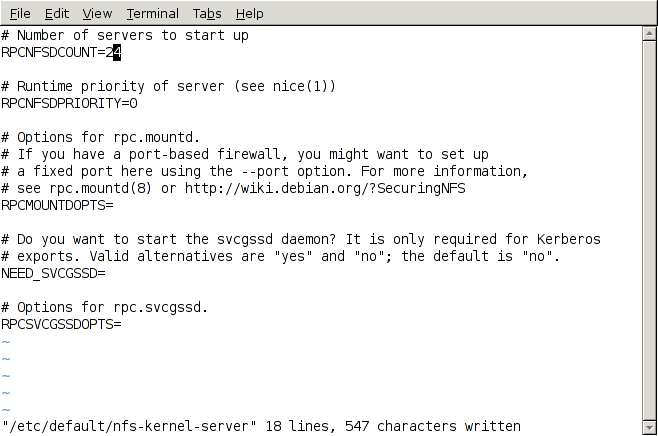 File Edit View Terminal Tabs Help
# Number of servers to start up
RPCNFSDCOUNT=24
# Runtime priority of server (see nice(1))
RPCNFSDPRIORITY=0
# Options for rpc.mountd.
# If you have a port-based firewall, you might want to set up
# a fixed port here using the --port option. For more information,
# see rpc.mountd(8) or http://wiki.debian.org/?SecuringNFS
RPCMOUNTDOPTS=
# Do you want to start the svcgssd daemon? It is only required for Kerberos
# exports. Valid alternatives are "yes" and "no"; the default is "no".
NEED_SVCGSSD=
# Options for rpc.svcgssd.
RPCSVCGSSDOPTS=
~
~
~
~
~
"/etc/default/nfs-kernel-server" 18 lines, 547 characters written